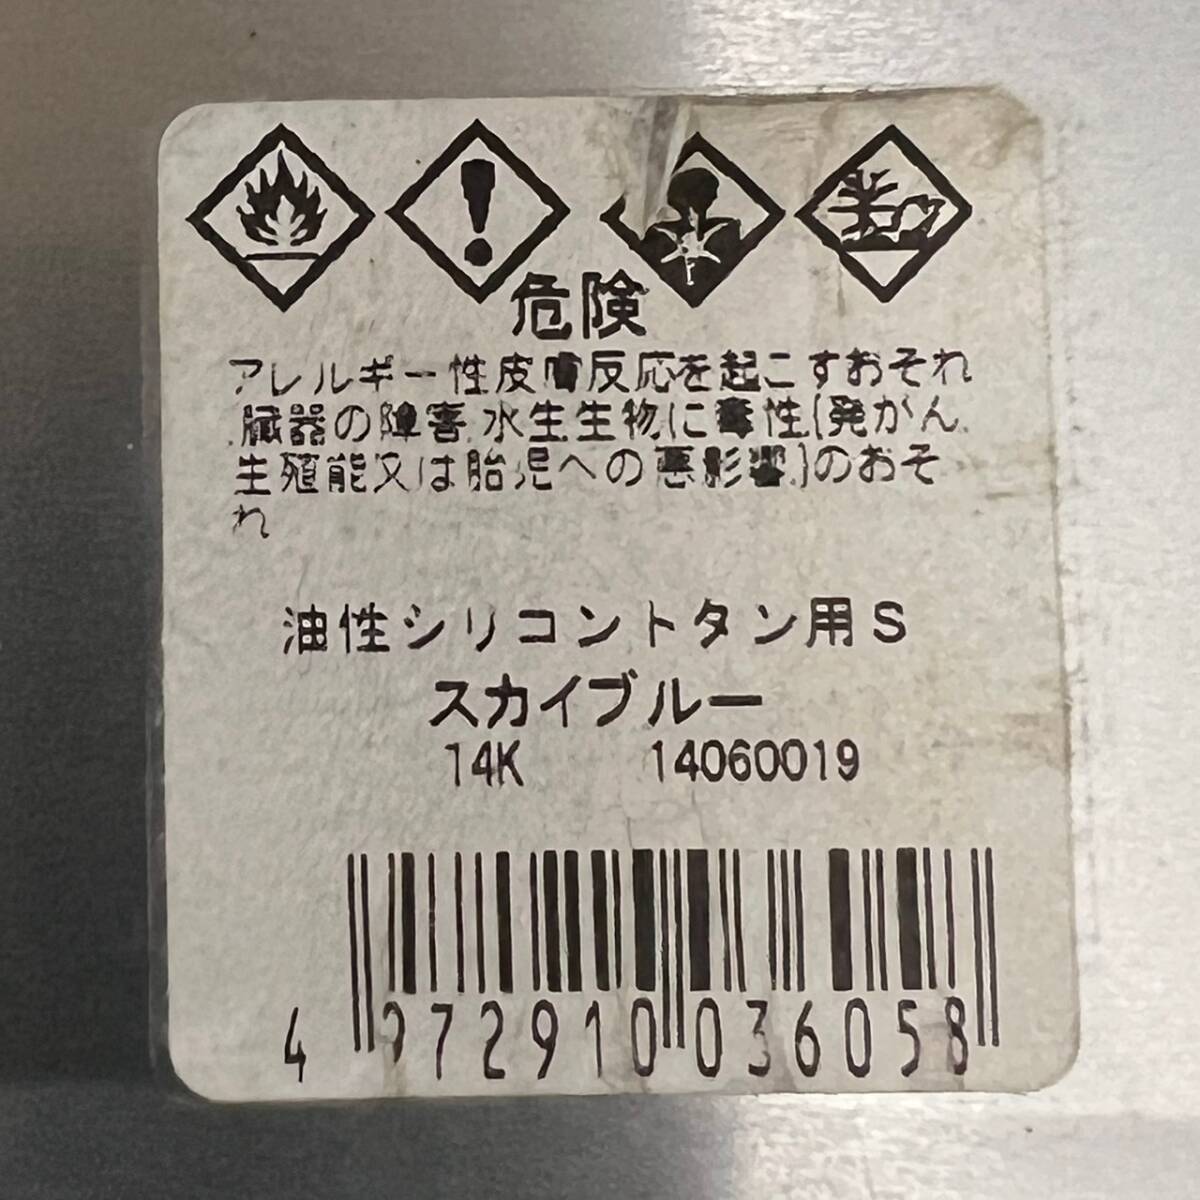 危険
アレルギー性皮膚反応を起こすおそれ
臓器の障害 水生生物に毒性(発がん
生殖能又は胎児への悪影響)のおそ
れ
油性シリコントタン用S
スカイブルー
14K 14060019
4 972910 036058